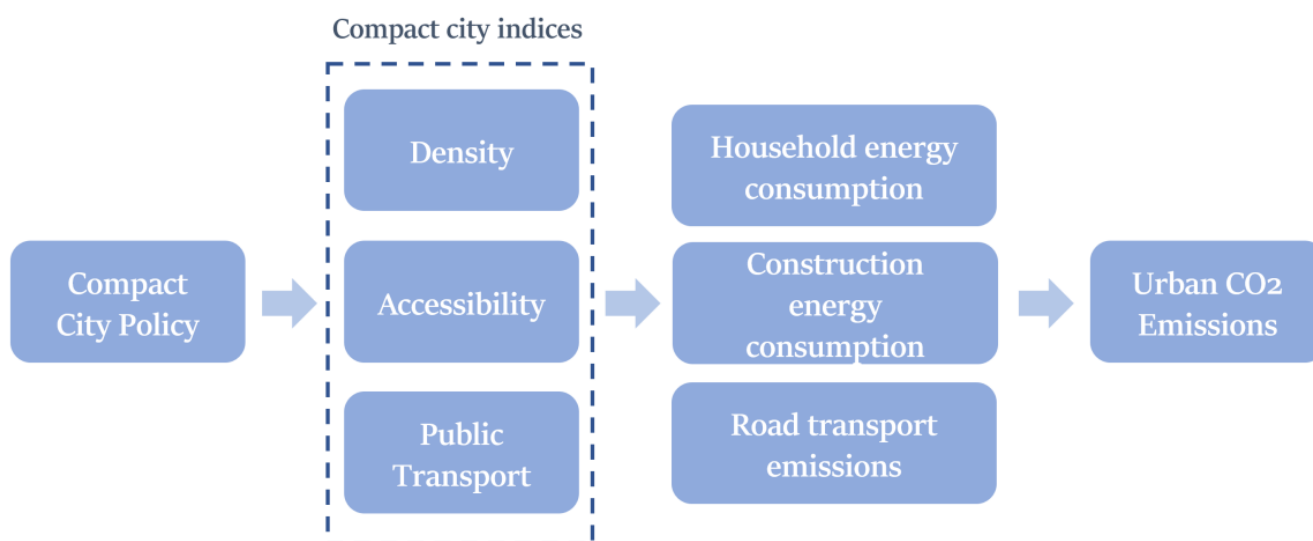 Compact city indices
Density
Accessibility
Public
Transport
Compact
City Policy
Household energy
consumption
Construction
energy
consumption
Road transport
emissions
Urban CO2
Emissions